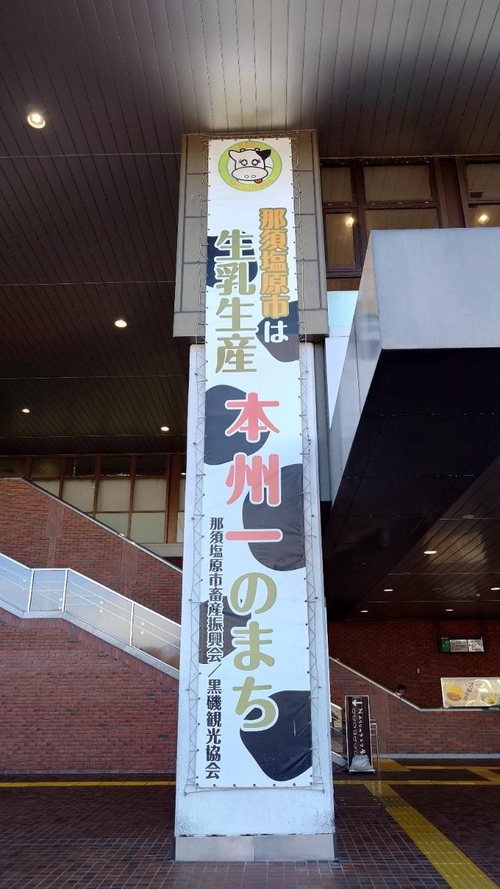 那須塩原市は
生乳生産
本州一のまち
那須塩原市畜産振興会／黒磯観光協会